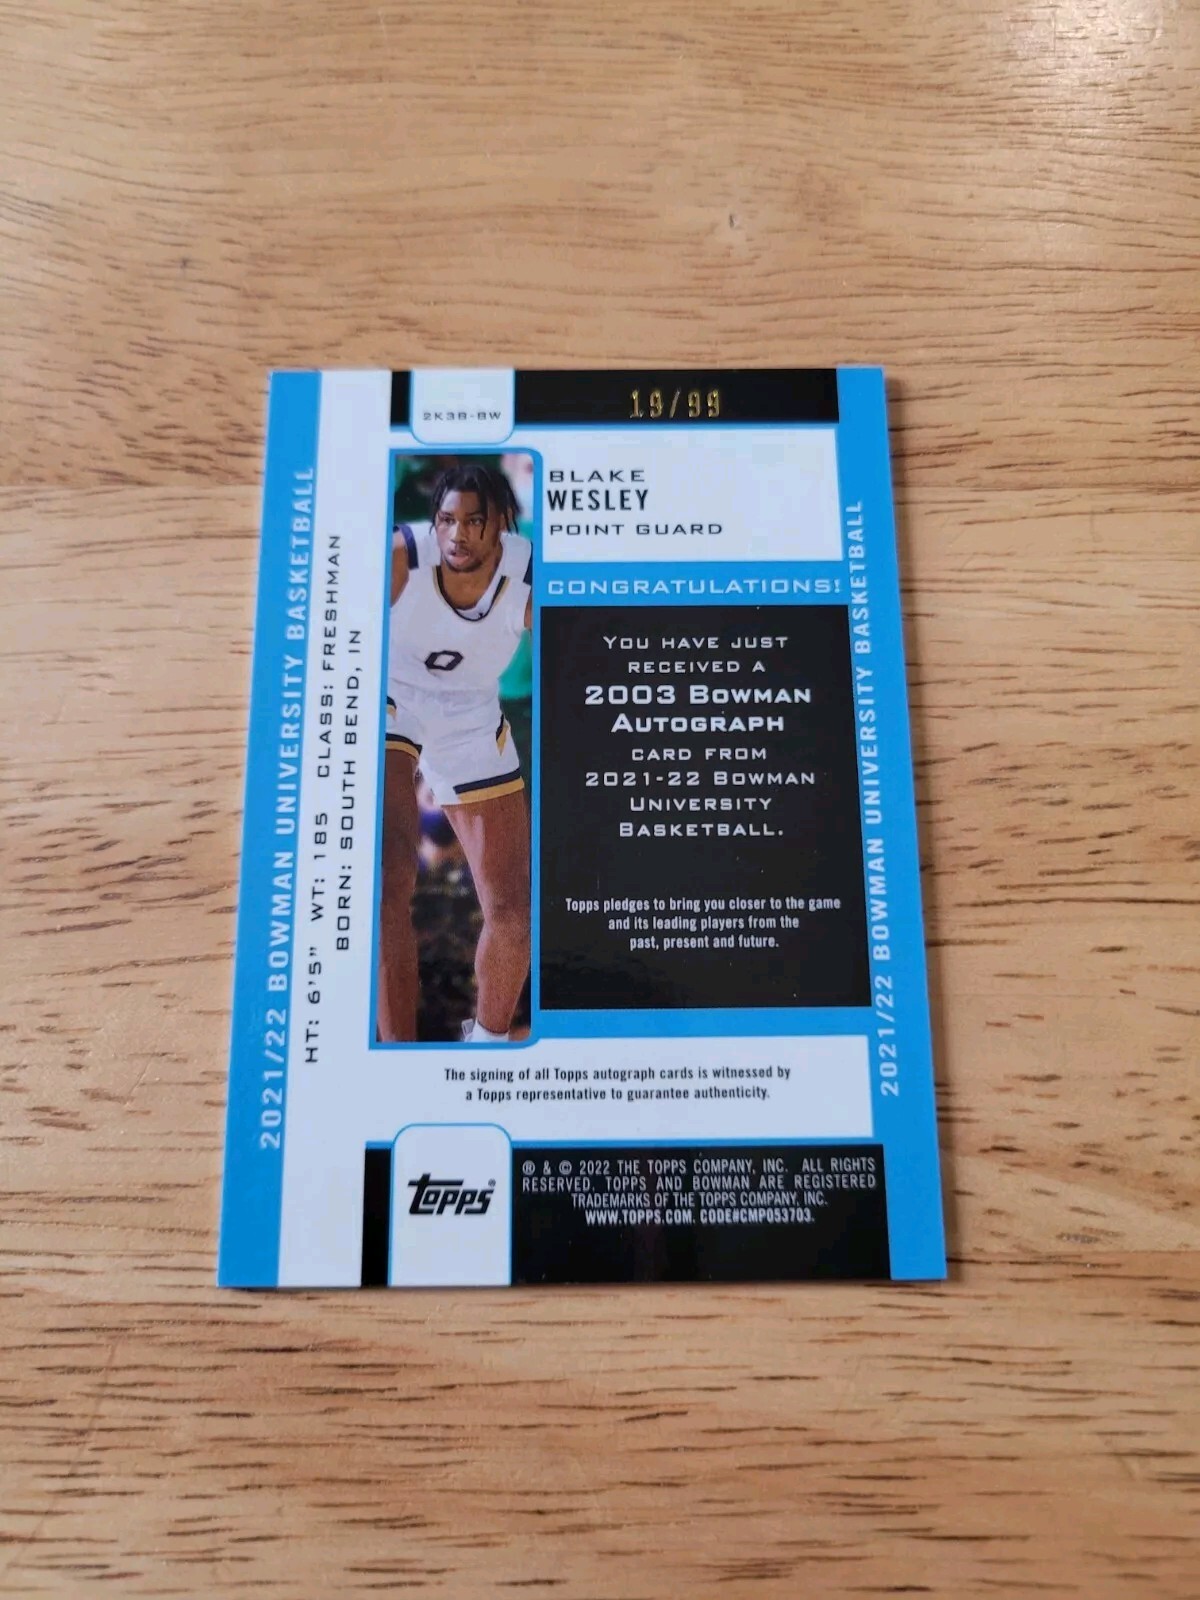 2K3B-BW
19/99
BLAKE
WESLEY
POINT GUARD
CONGRATULATIONS!
YOU HAVE JUST
RECEIVED A
2003 BOWMAN
AUTOGRAPH
CARD FROM
2021-22 BOWMAN
UNIVERSITY
BASKETBALL.
Topps pledges to bring you closer to the game
and its leading players from the
past, present and future.
2021/22 BOWMAN UNIVERSITY BASKETBALL
HT: 6'5" WT: 185 CLASS: FRESHMAN
BORN: SOUTH BEND, IN
0
2021/22 BOWMAN UNIVERSITY BASKETBALL
The signing of all Topps autograph cards is witnessed by
a Topps representative to guarantee authenticity.
topps®
® & © 2022 THE TOPPS COMPANY, INC. ALL RIGHTS
RESERVED. TOPPS AND BOWMAN ARE REGISTERED
TRADEMARKS OF THE TOPPS COMPANY, INC.
WWW.TOPPS.COM. CODE#CMP053703.